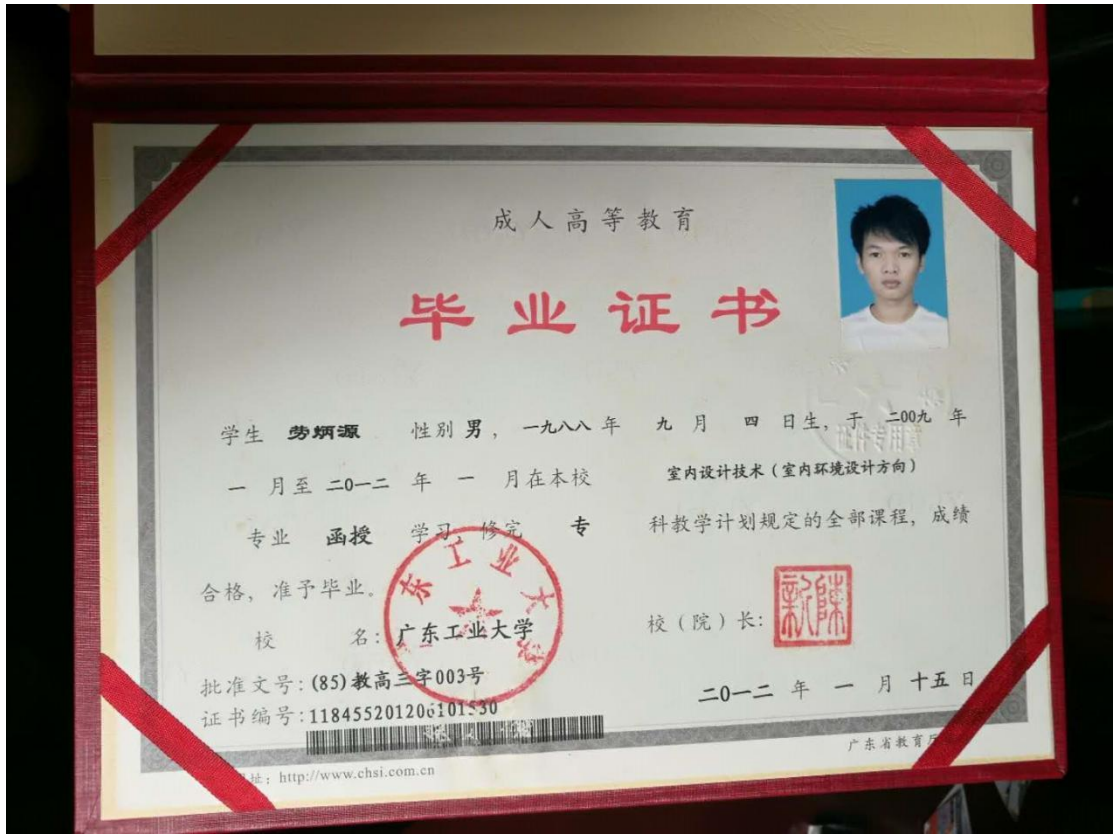 成人高等教育
毕业证书
学生 劳炳源 性别 男, 一九八八 年 九 月 四 日生, 于 二00九 年
一 月至 二0一二 年 一 月在本校 室内设计技术(室内环境设计方向)
专业 函授 学习, 修完 专 科教学计划规定的全部课程, 成绩
合格, 准予毕业。
校 名: 广东工业大学
校(院)长:
批准文号: (85)教高三字003号
二0一二 年 一 月 十五 日
证书编号: 118455201206101530
广东省教育厅
址: http://www.chsi.com.cn
广东工业大学